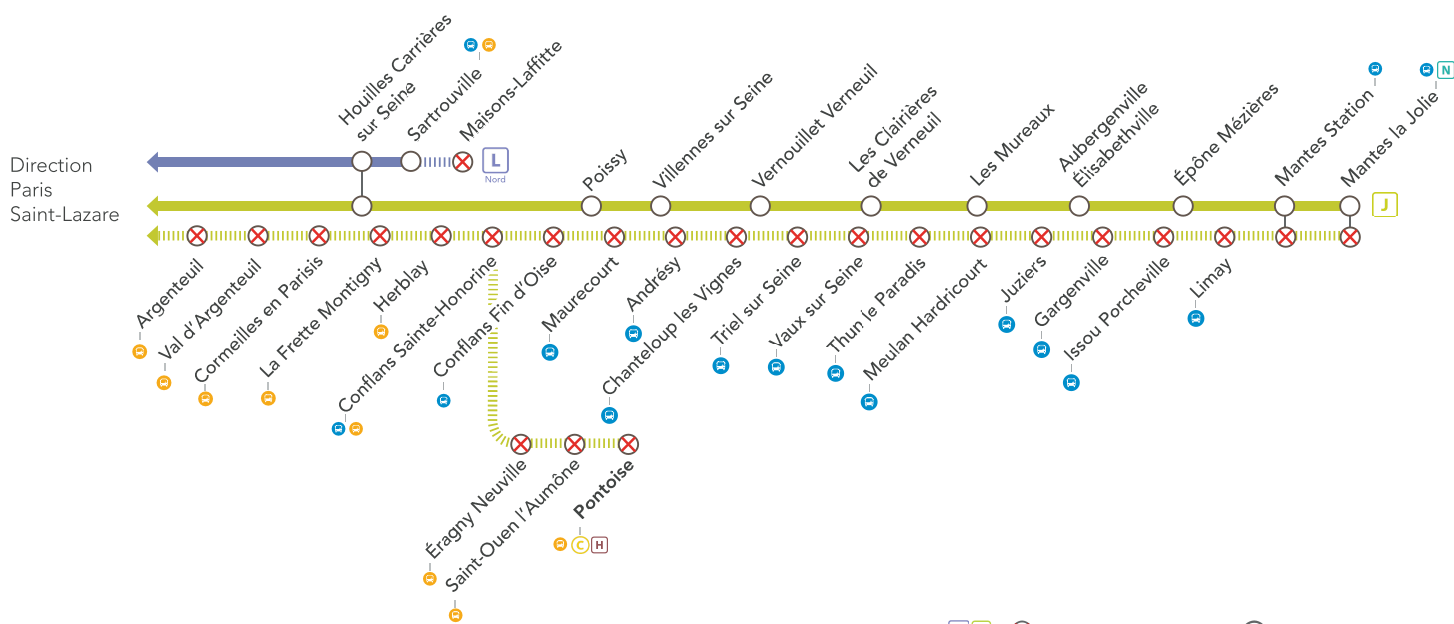 Direction
Paris
Saint-Lazare
Houilles Carrières
sur Seine
Sartrouville
Maisons-Laffitte
L
Nord
Poissy
Villennes sur Seine
Vernouillet Verneuil
Les Clairières
de Verneuil
Les Mureaux
Aubergenville
Élisabethville
Épône Mézières
Mantes Station
N
Mantes la Jolie
J
Argenteuil
Val d'Argenteuil
Cormeilles en Parisis
La Frette Montigny
Herblay
Conflans Sainte-Honorine
Conflans Fin d'Oise
Maurecourt
Andrésy
Chanteloup les Vignes
Triel sur Seine
Vaux sur Seine
Thun le Paradis
Meulan Hardricourt
Juziers
Gargenville
Issou Porcheville
Limay
Éragny Neuville
Saint-Ouen l'Aumône
Pontoise
C H